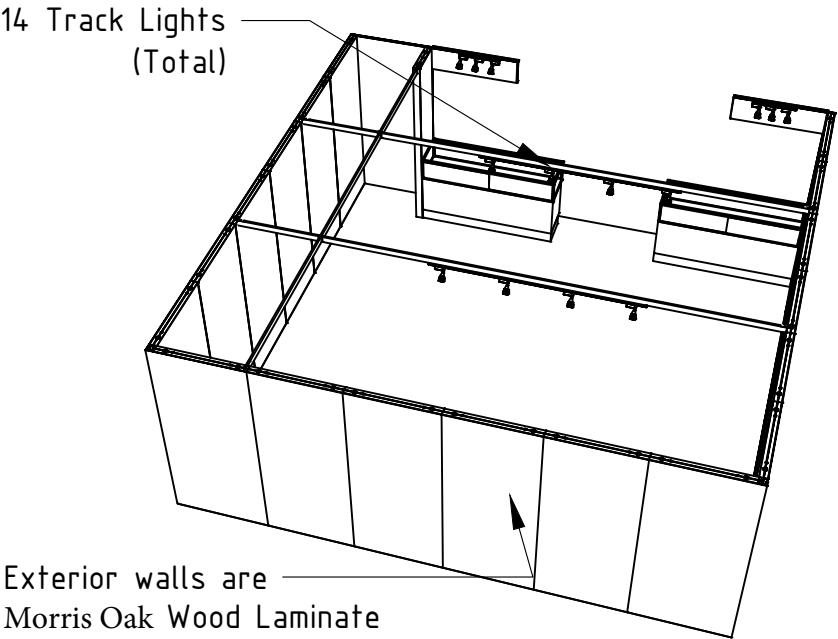 14 Track Lights
(Total)
Exterior walls are
Morris Oak Wood Laminate